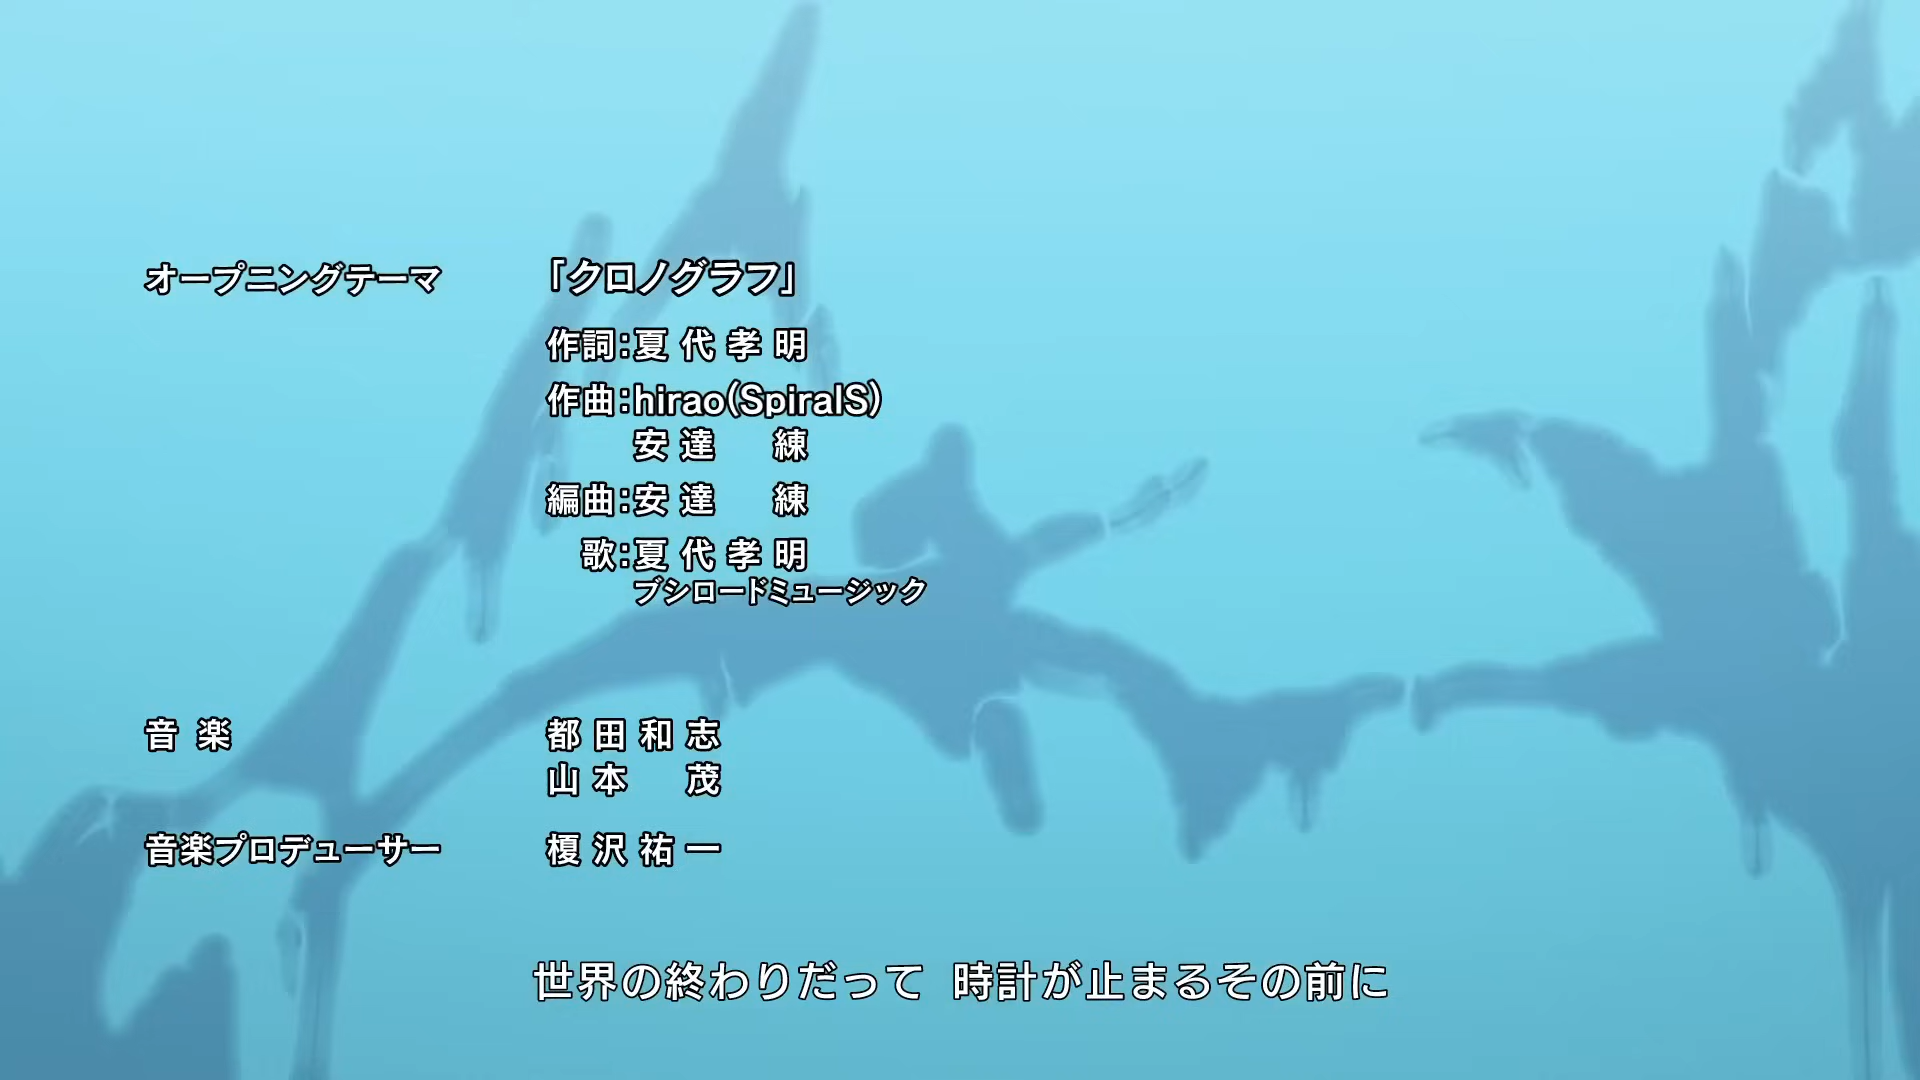 オープニングテーマ 「クロノグラフ」
作詞:夏代孝明
作曲:hirao(SpiralS)
安達 練
編曲:安達 練
歌:夏代孝明
ブシロードミュージック
音楽 都田和志
山本 茂
音楽プロデューサー 榎沢祐一
世界の終わりだって 時計が止まるその前に